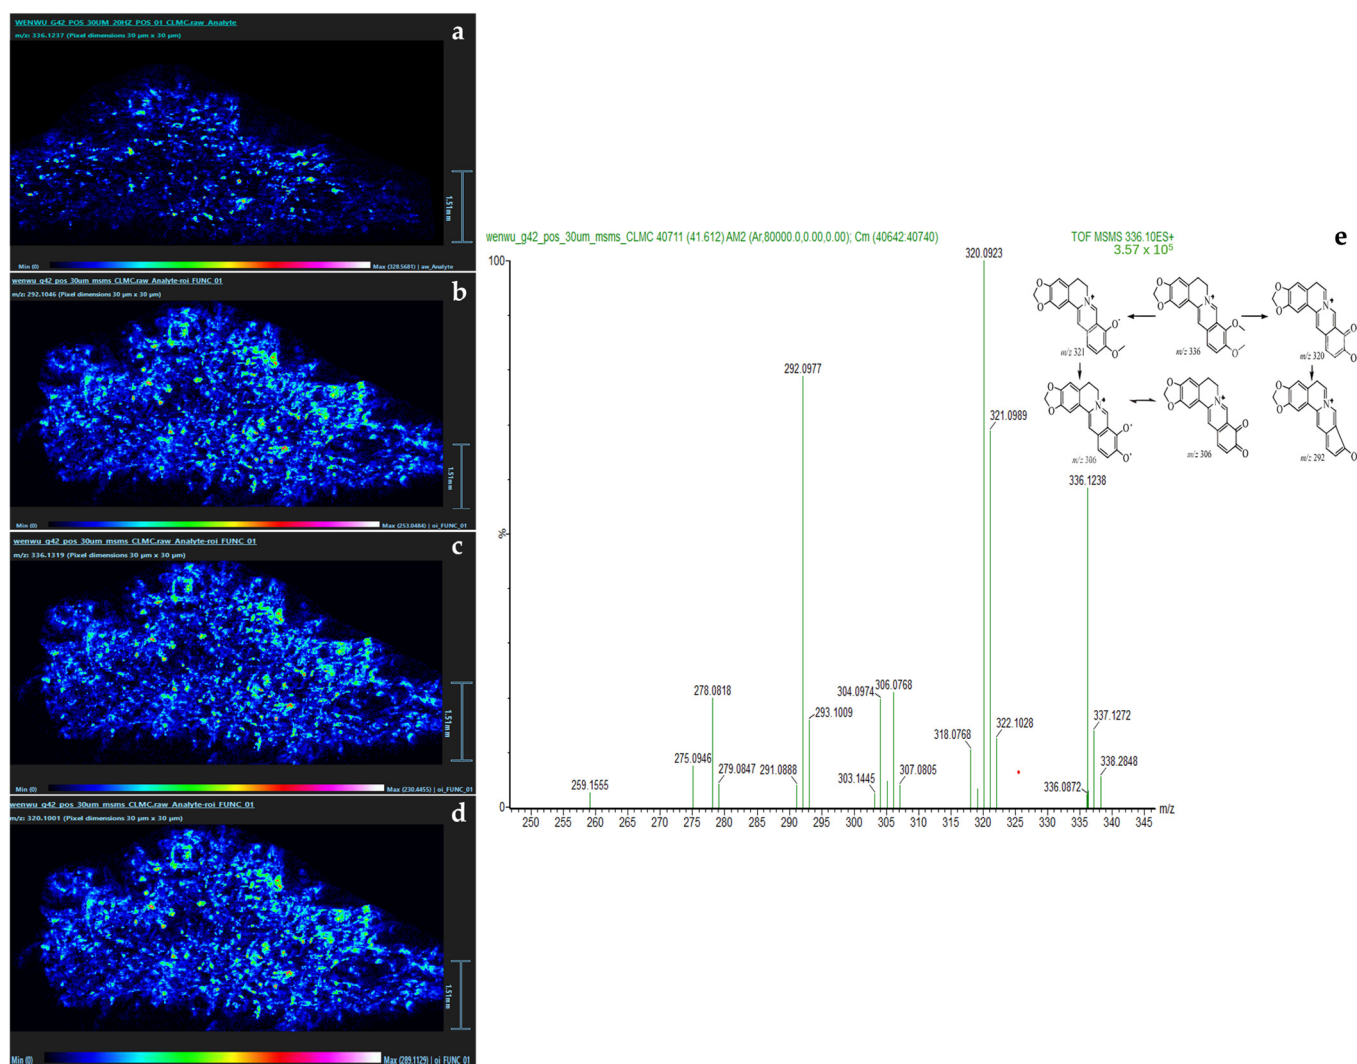 WENWU_G42_POS_30UM_20HZ_POS_01_CLMC.raw_Analyte
m/z: 336.1237 (Pixel dimensions 30 µm x 30 µm)
a
1.51mm
Min (0)
Max (328.5681) | aw_Analyte
wenwu_g42_pos_30um_msms_CLMC.raw_Analyte-roi_FUNC_01
m/z: 292.1046 (Pixel dimensions 30 µm x 30 µm)
b
1.51mm
Min (0)
Max (253.0484) | oi_FUNC_01
wenwu_g42_pos_30um_msms_CLMC.raw_Analyte-roi_FUNC_01
m/z: 336.1319 (Pixel dimensions 30 µm x 30 µm)
c
1.51mm
Min (0)
Max (230.4455) | oi_FUNC_01
wenwu_g42_pos_30um_msms_CLMC.raw_Analyte-roi_FUNC_01
m/z: 320.1001 (Pixel dimensions 30 µm x 30 µm)
d
1.51mm
Min (0)
Max (289.1129) | oi_FUNC_01
wenwu_g42_pos_30um_msms_CLMC 40711 (41.612) AM2 (Ar,80000.0,0.00,0.00); Cm (40642:40740)
TOF MSMS 336.10ES+
3.57 x 10⁵
e
100
%
0
320.0923
292.0977
321.0989
336.1238
278.0818
304.0974
306.0768
293.1009
318.0768
322.1028
337.1272
275.0946
279.0847
291.0888
303.1445
307.0805
338.2848
336.0872
259.1555
250 255 260 265 270 275 280 285 290 295 300 305 310 315 320 325 330 335 340 345
m/z
O O N + O• O
m/z 321
O O N + O O
m/z 336
O O N + O O
m/z 320
O O N + O• O•
m/z 306
O O N + O O
m/z 306
O O N + O
m/z 292